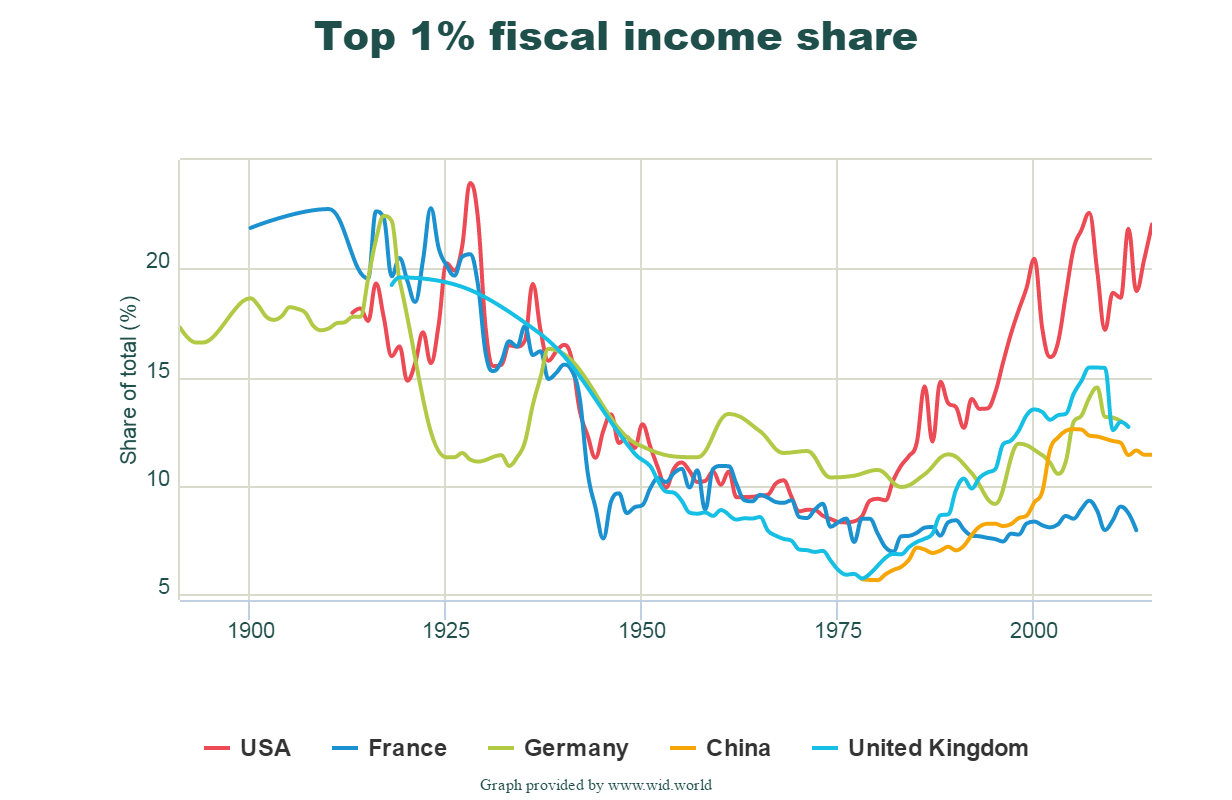 Top 1% fiscal income share
Share of total (%)
20
15
10
5
1900 1925 1950 1975 2000
USA France Germany China United Kingdom
Graph provided by www.wid.world